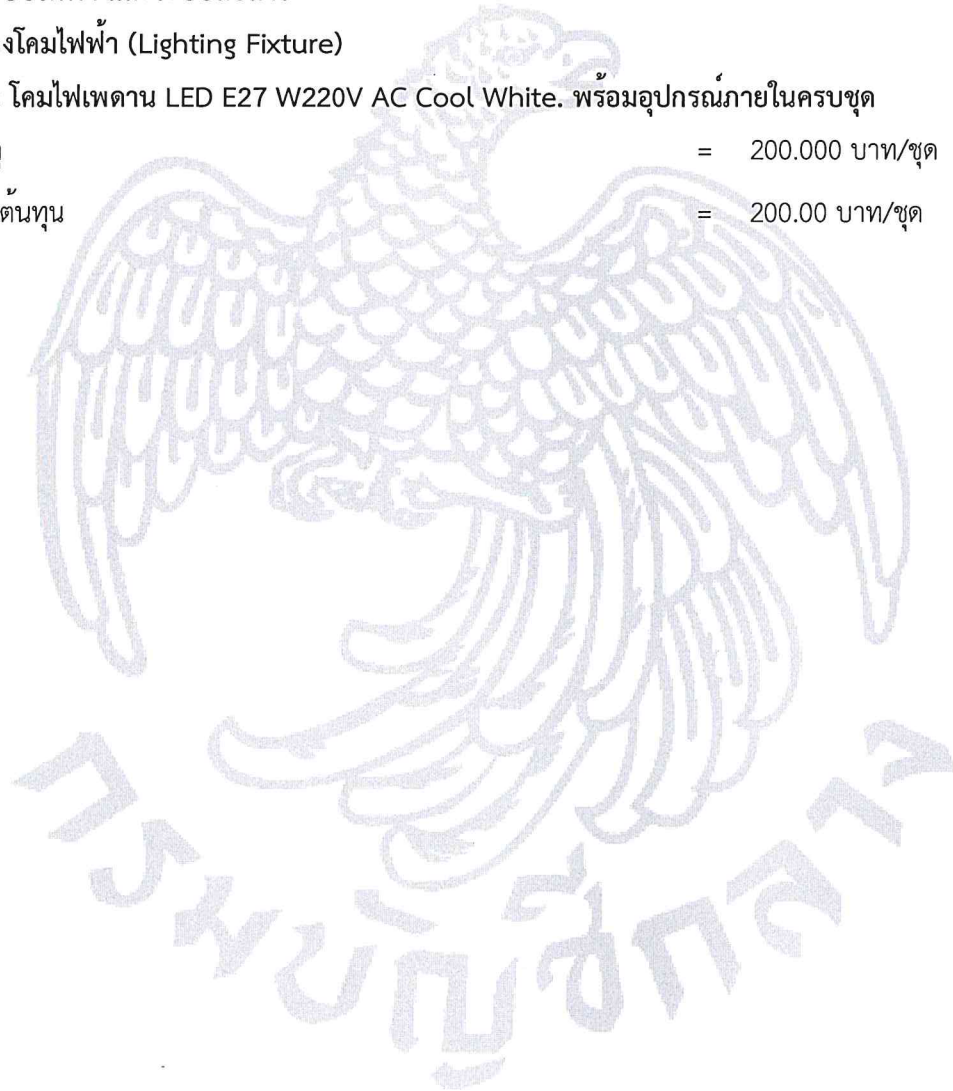 งโคมไฟฟ้า (Lighting Fixture)
โคมไฟเพดาน LED E27 W220V AC Cool White. พร้อมอุปกรณ์ภายในครบชุด
= 200.000 บาท/ชุด
ต้นทุน = 200.00 บาท/ชุด
กรมบัญชีกลาง